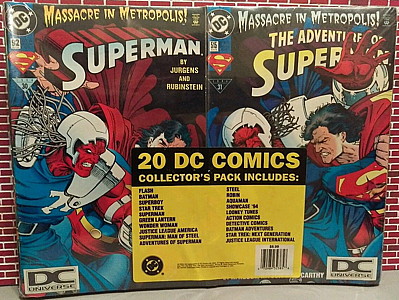 MASSACRE IN METROPOLIS!
SUPERMAN
BY
JURGENS
AND
RUBINSTEIN
DC
UNIVERSE
MASSACRE IN METROPOLIS!
THE ADVENTURES OF
SUPER
31
20 DC COMICS
COLLECTOR'S PACK INCLUDES:
FLASH
BATMAN
SUPERBOY
STAR TREK
SUPERMAN
GREEN LANTERN
WONDER WOMAN
JUSTICE LEAGUE AMERICA
SUPERMAN: MAN OF STEEL
ADVENTURES OF SUPERMAN
STEEL
ROBIN
AQUAMAN
SHOWCASE '94
LOONEY TUNES
ACTION COMICS
DETECTIVE COMICS
BATMAN ADVENTURES
STAR TREK: NEXT GENERATION
JUSTICE LEAGUE INTERNATIONAL
DC
CARTHY
DC
UNIVERSE